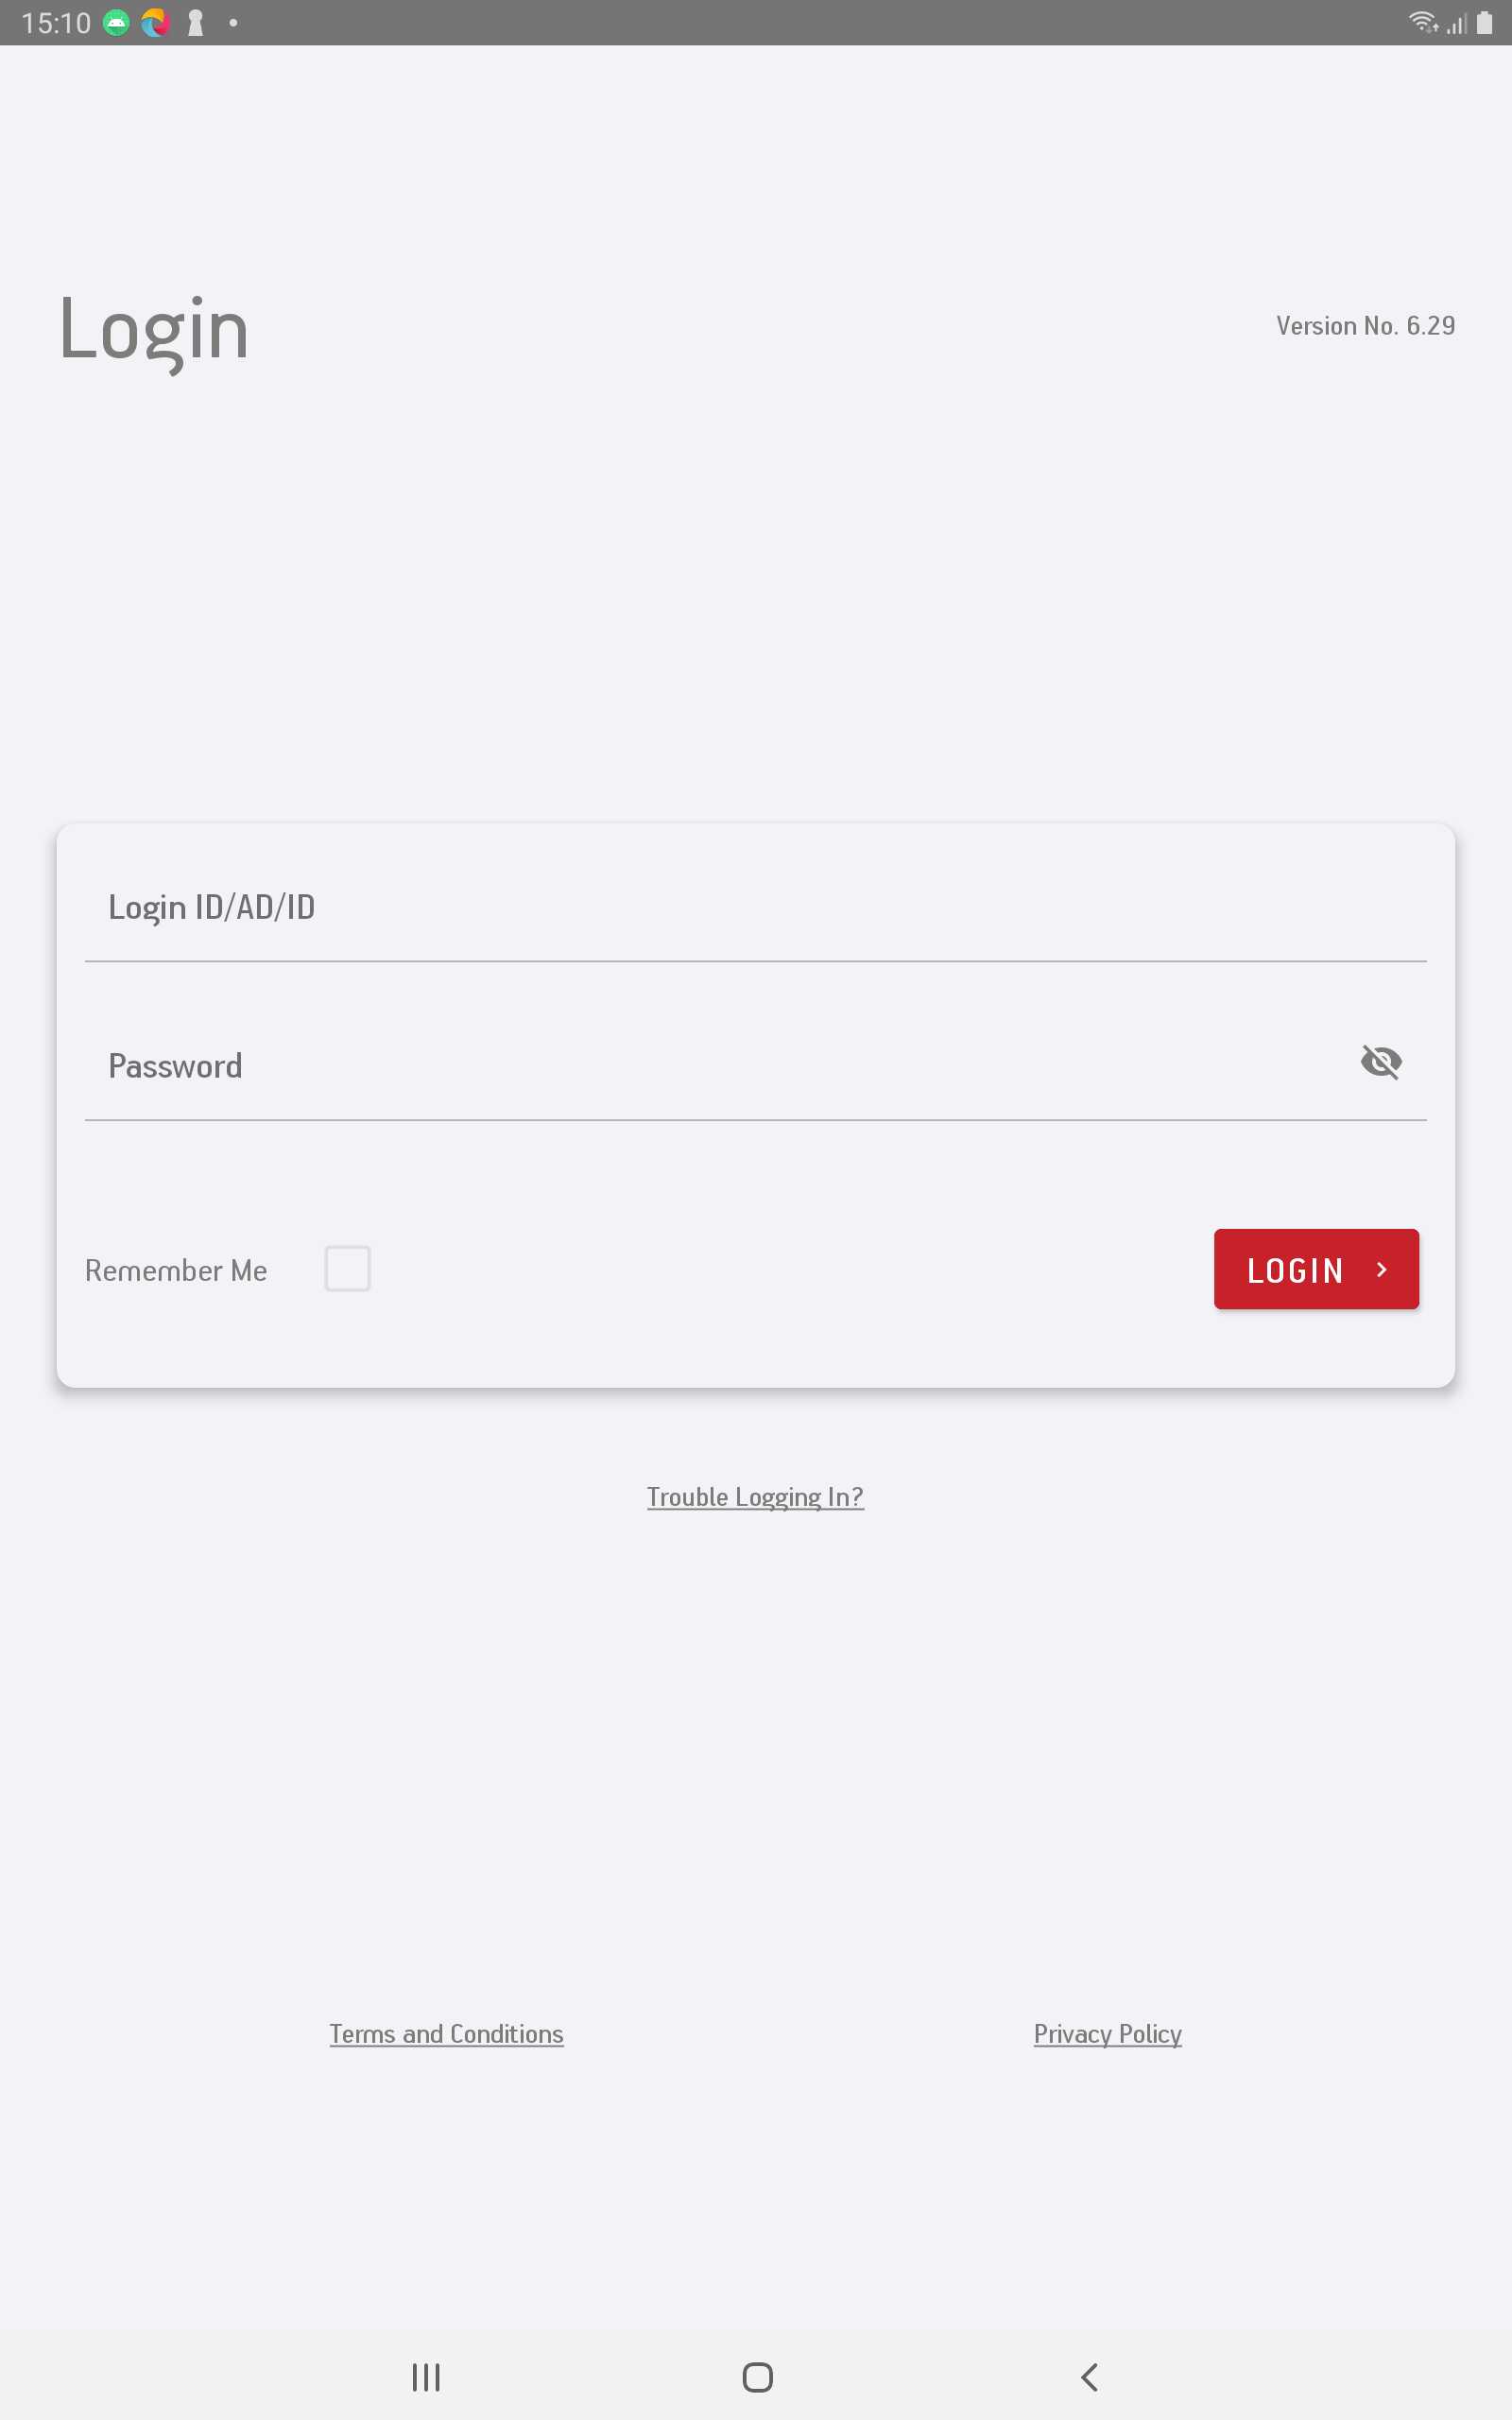 15:10
Login
Version No. 6.29
Login ID/AD/ID
Password
Remember Me
LOGIN
Trouble Logging In?
Terms and Conditions
Privacy Policy